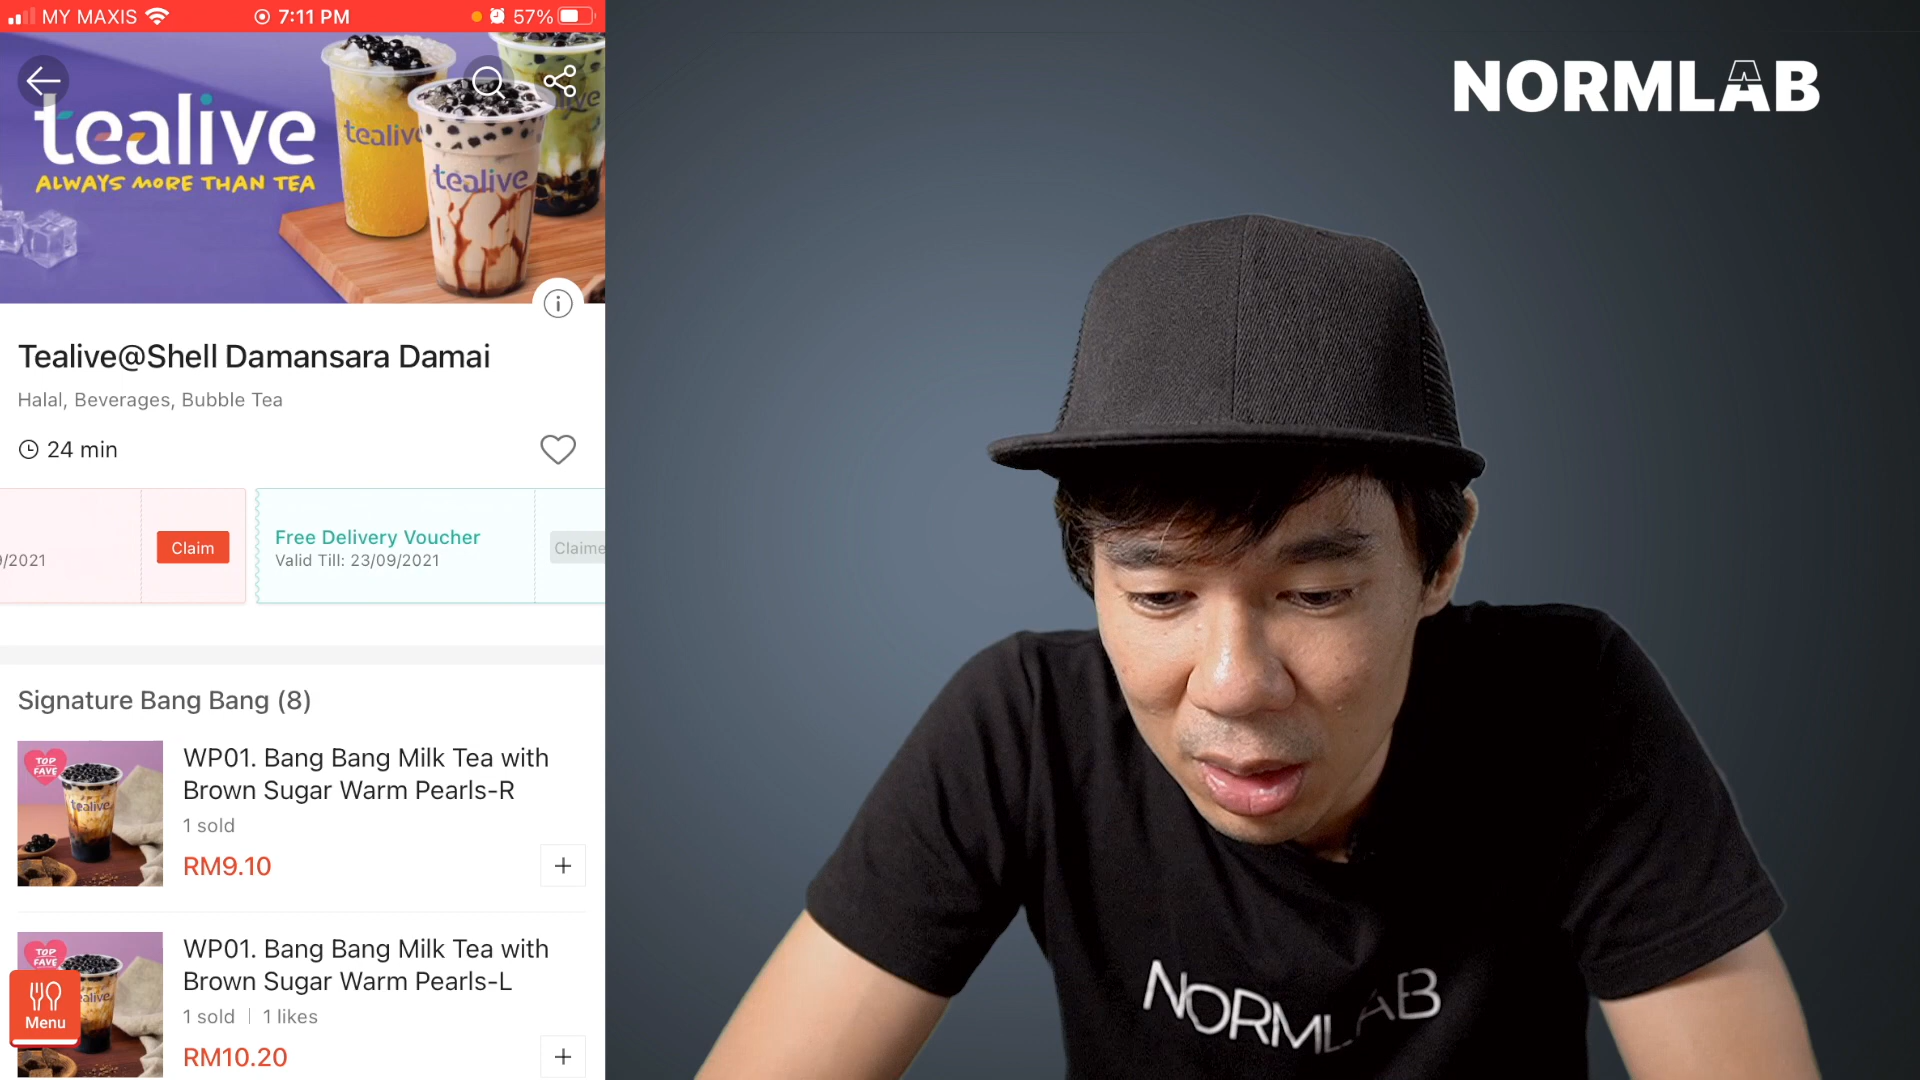 MY MAXIS 7:11 PM 57%
tealive
ALWAYS MORE THAN TEA
tealive
tealive
Tealive@Shell Damansara Damai
Halal, Beverages, Bubble Tea
24 min
/2021
Claim
Free Delivery Voucher
Valid Till: 23/09/2021
Claime
Signature Bang Bang (8)
TOP
FAVE
tealive
WP01. Bang Bang Milk Tea with
Brown Sugar Warm Pearls-R
1 sold
RM9.10
TOP
FAVE
WP01. Bang Bang Milk Tea with
Brown Sugar Warm Pearls-L
1 sold | 1 likes
RM10.20
Menu
NORMLAB
NORMLAB